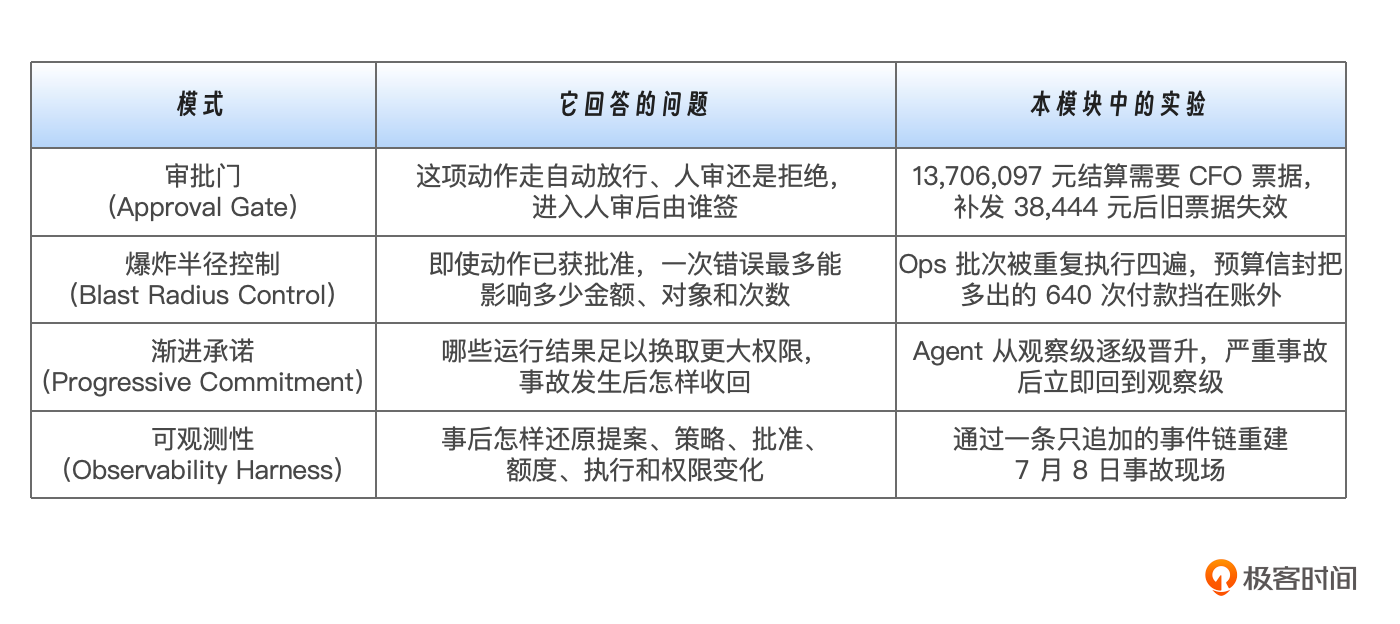 模式
它回答的问题
本模块中的实验
审批门
（Approval Gate）
这项动作走自动放行、人审还是拒绝，
进入人审后由谁签
13,706,097 元结算需要 CFO 票据，
补发 38,444 元后旧票据失效
爆炸半径控制
（Blast Radius Control）
即使动作已获批准，一次错误最多能
影响多少金额、对象和次数
Ops 批次被重复执行四遍，预算信封把
多出的 640 次付款挡在账外
渐进承诺
（Progressive Commitment）
哪些运行结果足以换取更大权限，
事故发生后怎样收回
Agent 从观察级逐级晋升，严重事故
后立即回到观察级
可观测性
（Observability Harness）
事后怎样还原提案、策略、批准、
额度、执行和权限变化
通过一条只追加的事件链重建
7 月 8 日事故现场
极客时间